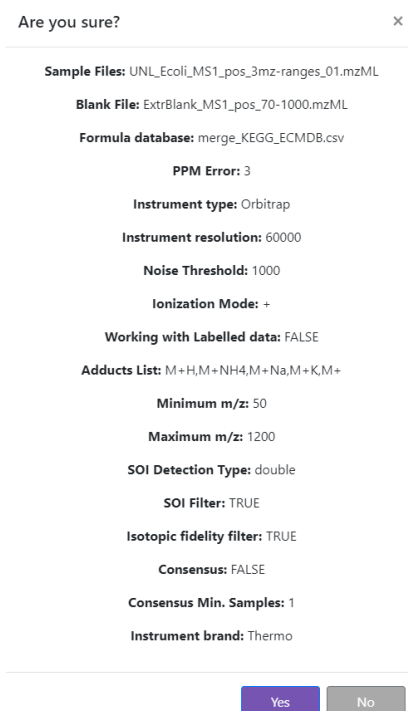 Are you sure?
×
Sample Files: UNL_Ecoli_MS1_pos_3mz-ranges_01.mzML
Blank File: ExtrBlank_MS1_pos_70-1000.mzML
Formula database: merge_KEGG_ECMDB.csv
PPM Error: 3
Instrument type: Orbitrap
Instrument resolution: 60000
Noise Threshold: 1000
Ionization Mode: +
Working with Labelled data: FALSE
Adducts List: M+H,M+NH4,M+Na,M+K,M+
Minimum m/z: 50
Maximum m/z: 1200
SOI Detection Type: double
SOI Filter: TRUE
Isotopic fidelity filter: TRUE
Consensus: FALSE
Consensus Min. Samples: 1
Instrument brand: Thermo
Yes No